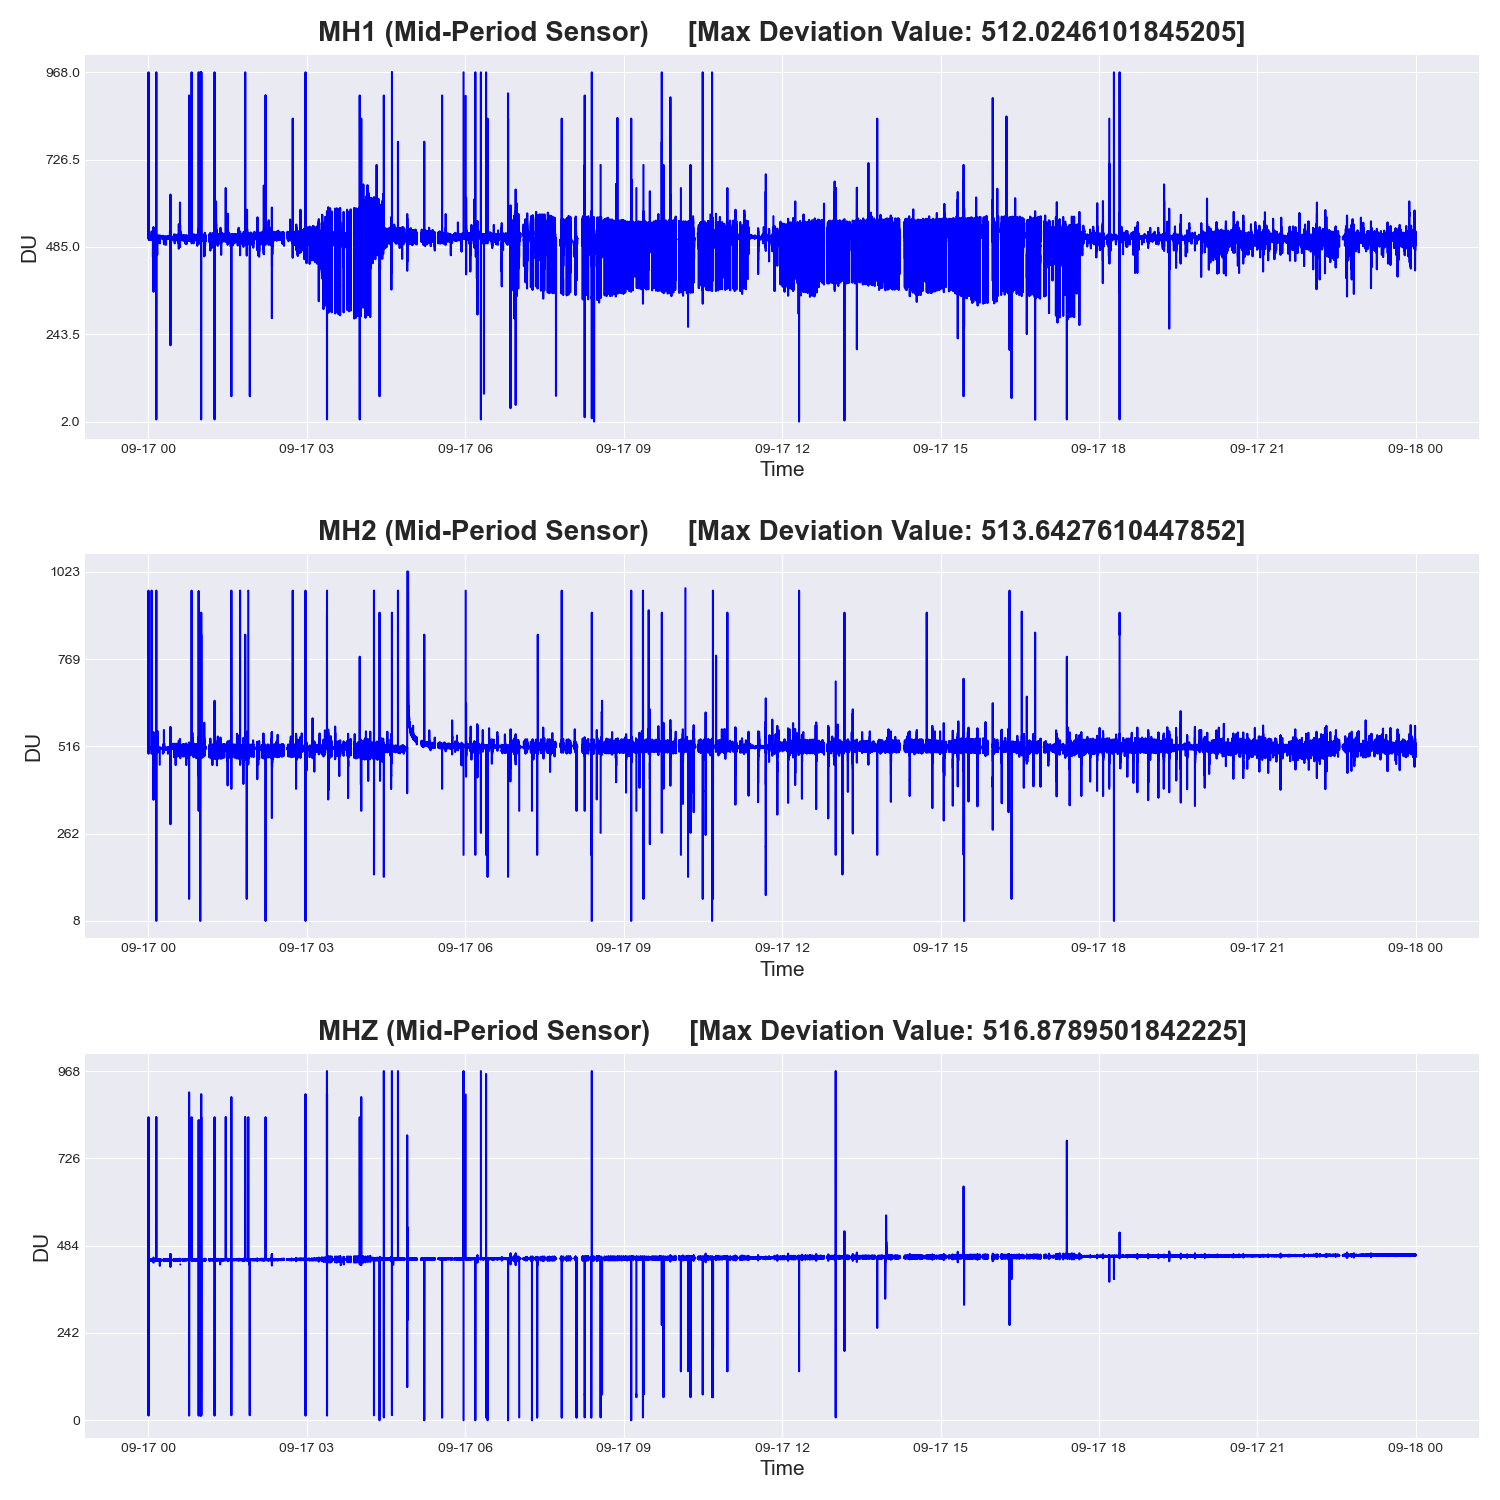 MH1 (Mid-Period Sensor) [Max Deviation Value: 512.0246101845205]
968.0
726.5
485.0
243.5
2.0
DU
09-17 00 09-17 03 09-17 06 09-17 09 09-17 12 09-17 15 09-17 18 09-17 21 09-18 00
Time
MH2 (Mid-Period Sensor) [Max Deviation Value: 513.6427610447852]
1023
769
516
262
8
DU
09-17 00 09-17 03 09-17 06 09-17 09 09-17 12 09-17 15 09-17 18 09-17 21 09-18 00
Time
MHZ (Mid-Period Sensor) [Max Deviation Value: 516.8789501842225]
968
726
484
242
0
DU
09-17 00 09-17 03 09-17 06 09-17 09 09-17 12 09-17 15 09-17 18 09-17 21 09-18 00
Time